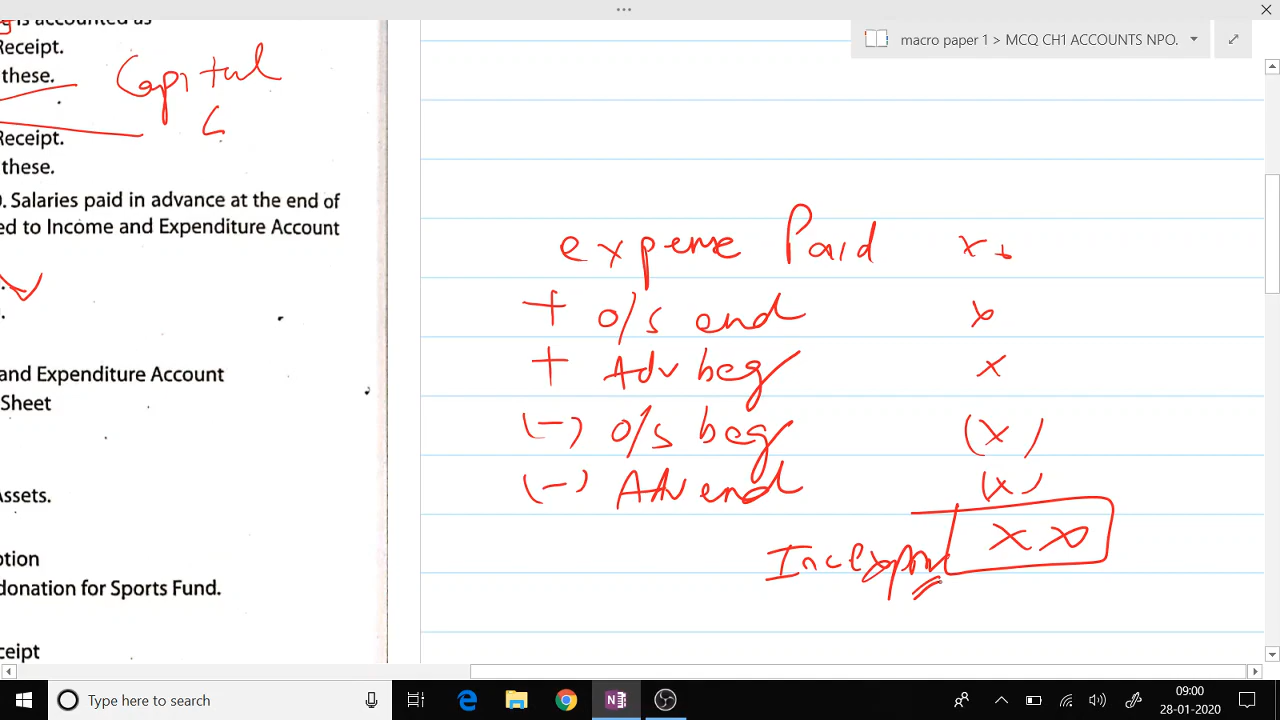 is accounted as
Receipt.
these.
Capital
Receipt.
these.
. Salaries paid in advance at the end of
ed to Income and Expenditure Account
and Expenditure Account
Sheet
Assets.
ption
donation for Sports Fund.
ceipt
macro paper 1 > MCQ CH1 ACCOUNTS NPO.
expense Paid x x
+ o/s end x
+ Adv beg x
(-) o/s beg (x)
(-) Adv end (x)
x x
Type here to search
09:00
28-01-2020